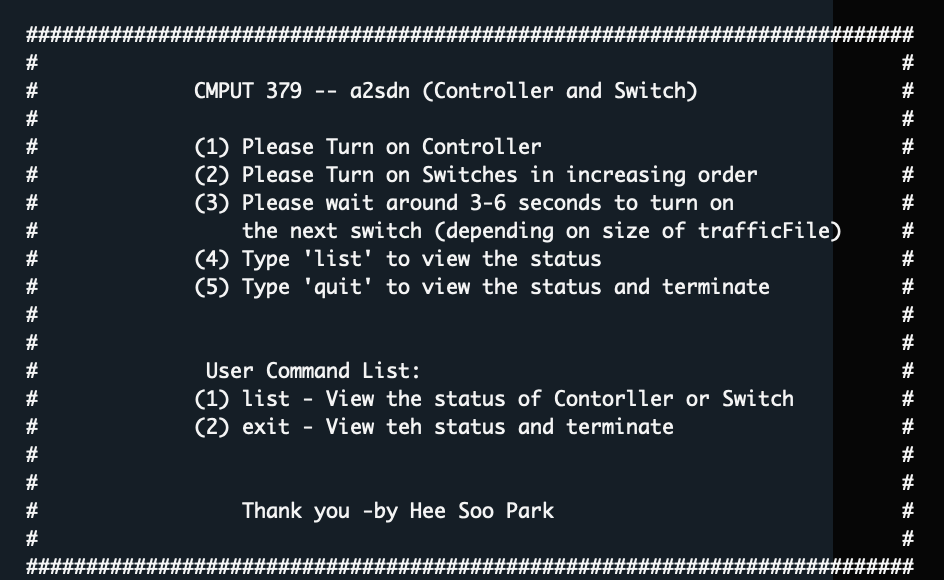 ##########################################################################
#                                                                        #
#             CMPUT 379 -- a2sdn (Controller and Switch)                 #
#                                                                        #
#             (1) Please Turn on Controller                              #
#             (2) Please Turn on Switches in increasing order            #
#             (3) Please wait around 3-6 seconds to turn on              #
#                 the next switch (depending on size of trafficFile)     #
#             (4) Type 'list' to view the status                         #
#             (5) Type 'quit' to view the status and terminate           #
#                                                                        #
#                                                                        #
#              User Command List:                                        #
#             (1) list - View the status of Contorller or Switch         #
#             (2) exit - View teh status and terminate                   #
#                                                                        #
#                                                                        #
#                 Thank you -by Hee Soo Park                             #
#                                                                        #
##########################################################################